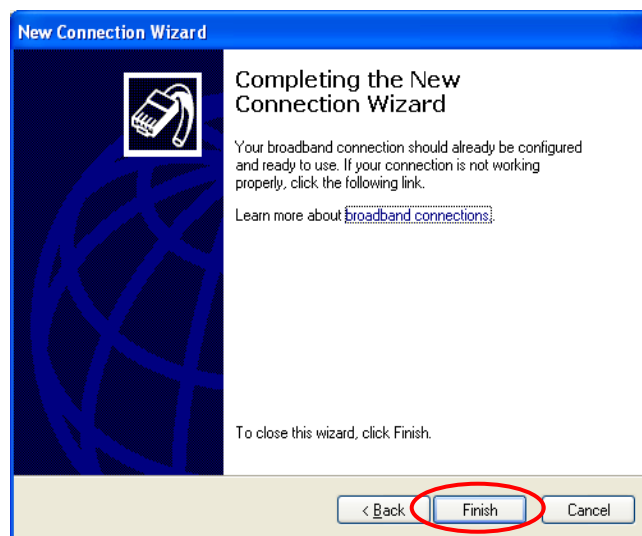 New Connection Wizard
Completing the New
Connection Wizard
Your broadband connection should already be configured
and ready to use. If your connection is not working
properly, click the following link.
Learn more about broadband connections.
To close this wizard, click Finish.
< Back
Finish
Cancel